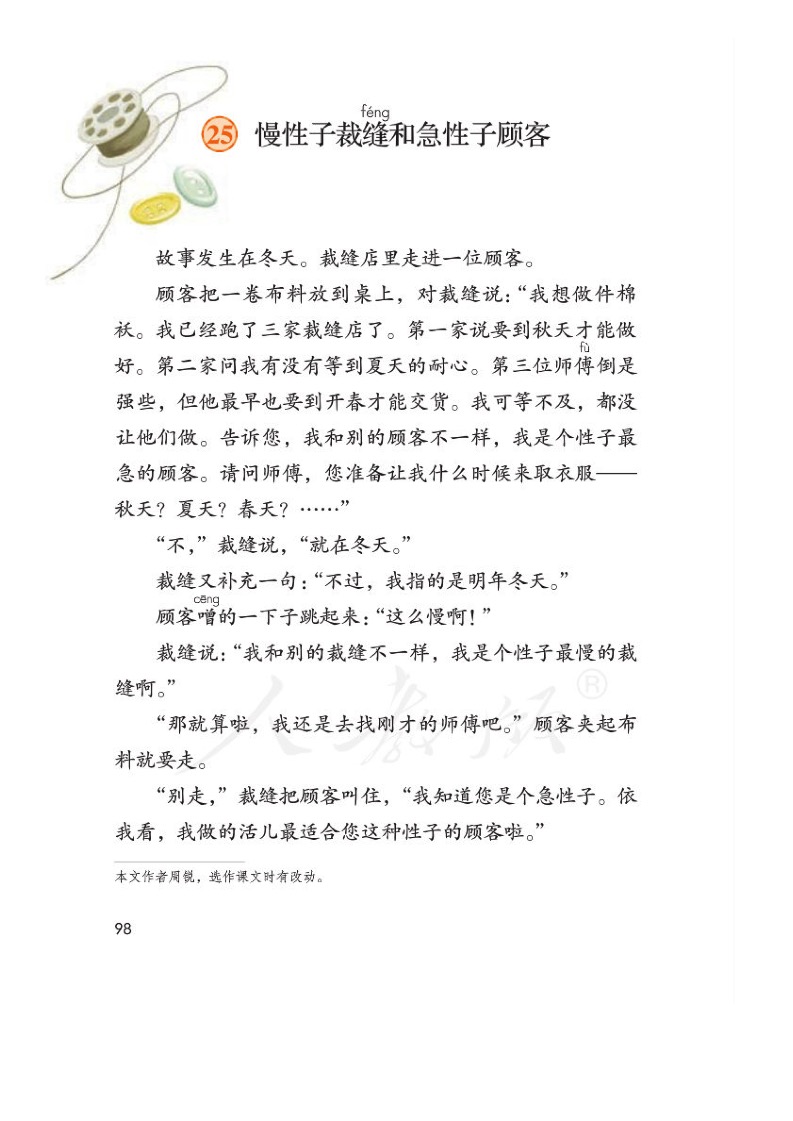 féng
25 慢性子裁缝和急性子顾客
故事发生在冬天。裁缝店里走进一位顾客。
顾客把一卷布料放到桌上，对裁缝说：“我想做件棉
袄。我已经跑了三家裁缝店了。第一家说要到秋天才能做
fù
好。第二家问我有没有等到夏天的耐心。第三位师傅倒是
强些，但他最早也要到开春才能交货。我可等不及，都没
让他们做。告诉您，我和别的顾客不一样，我是个性子最
急的顾客。请问师傅，您准备让我什么时候来取衣服——
秋天？夏天？春天？……”
“不，”裁缝说，“就在冬天。”
裁缝又补充一句：“不过，我指的是明年冬天。”
cēng
顾客噌的一下子跳起来：“这么慢啊！”
裁缝说：“我和别的裁缝不一样，我是个性子最慢的裁
缝啊。”
“那就算啦，我还是去找刚才的师傅吧。”顾客夹起布
料就要走。
“别走，”裁缝把顾客叫住，“我知道您是个急性子。依
我看，我做的活儿最适合您这种性子的顾客啦。”
本文作者周锐，选作课文时有改动。
98
人教版®